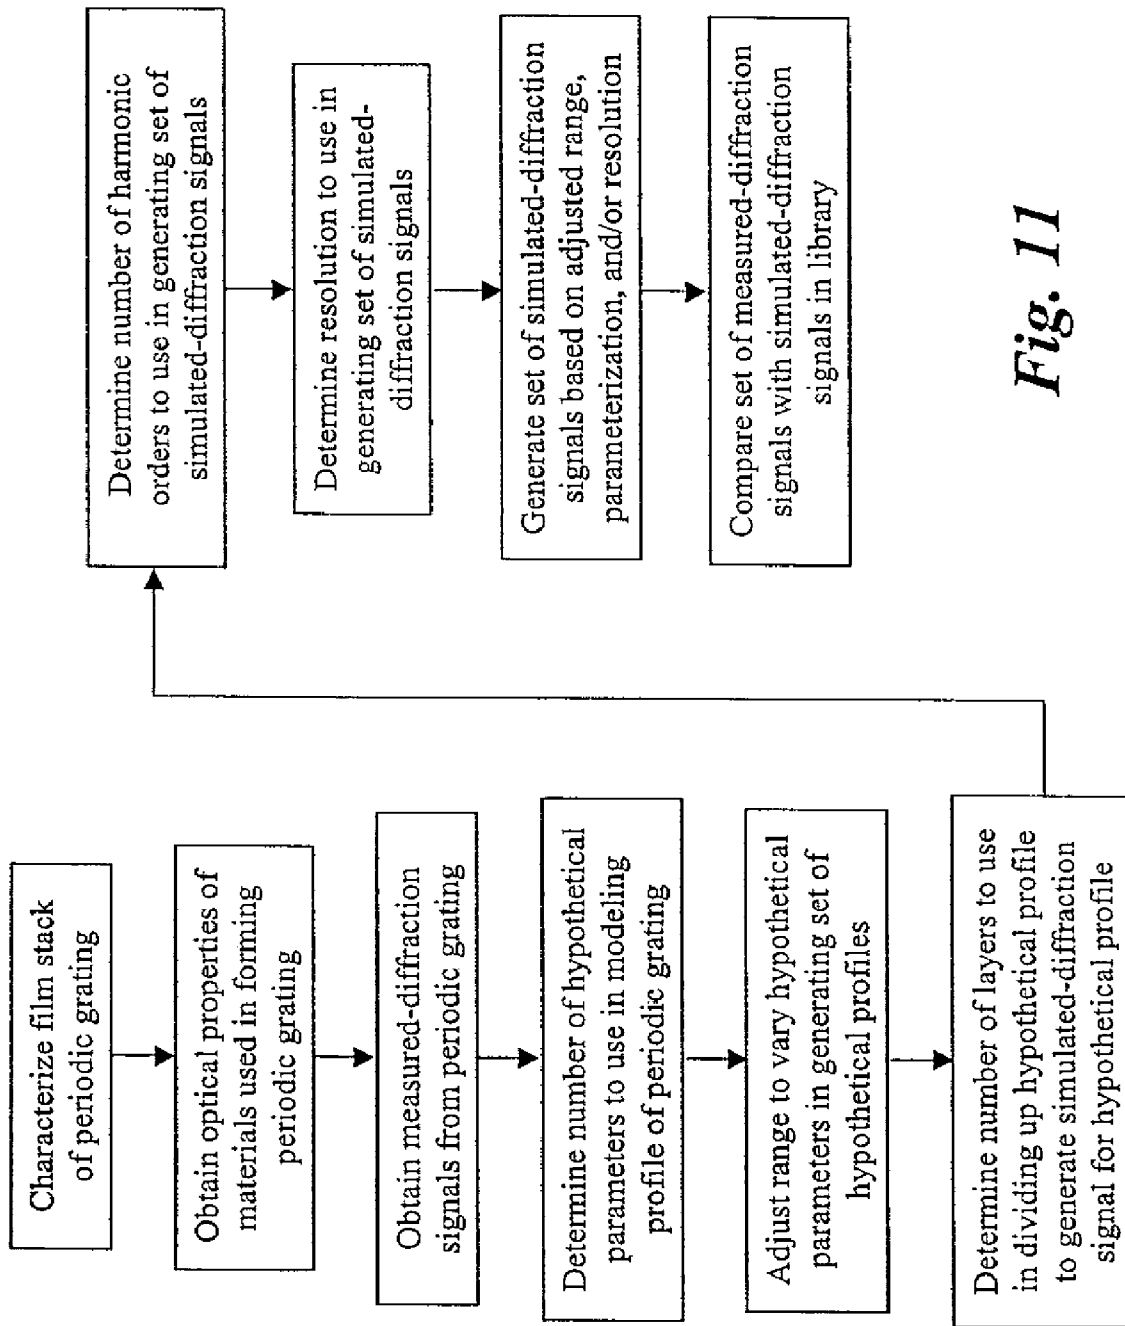 Characterize film stack
of periodic grating
Obtain optical properties of
materials used in forming
periodic grating
Obtain measured-diffraction
signals from periodic grating
Determine number of hypothetical
parameters to use in modeling
profile of periodic grating
Adjust range to vary hypothetical
parameters in generating set of
hypothetical profiles
Determine number of layers to use
in dividing up hypothetical profile
to generate simulated-diffraction
signal for hypothetical profile
Determine number of harmonic
orders to use in generating set of
simulated-diffraction signals
Determine resolution to use in
generating set of simulated-
diffraction signals
Generate set of simulated-diffraction
signals based on adjusted range,
parameterization, and/or resolution
Compare set of measured-diffraction
signals with simulated-diffraction
signals in library
Fig. 11